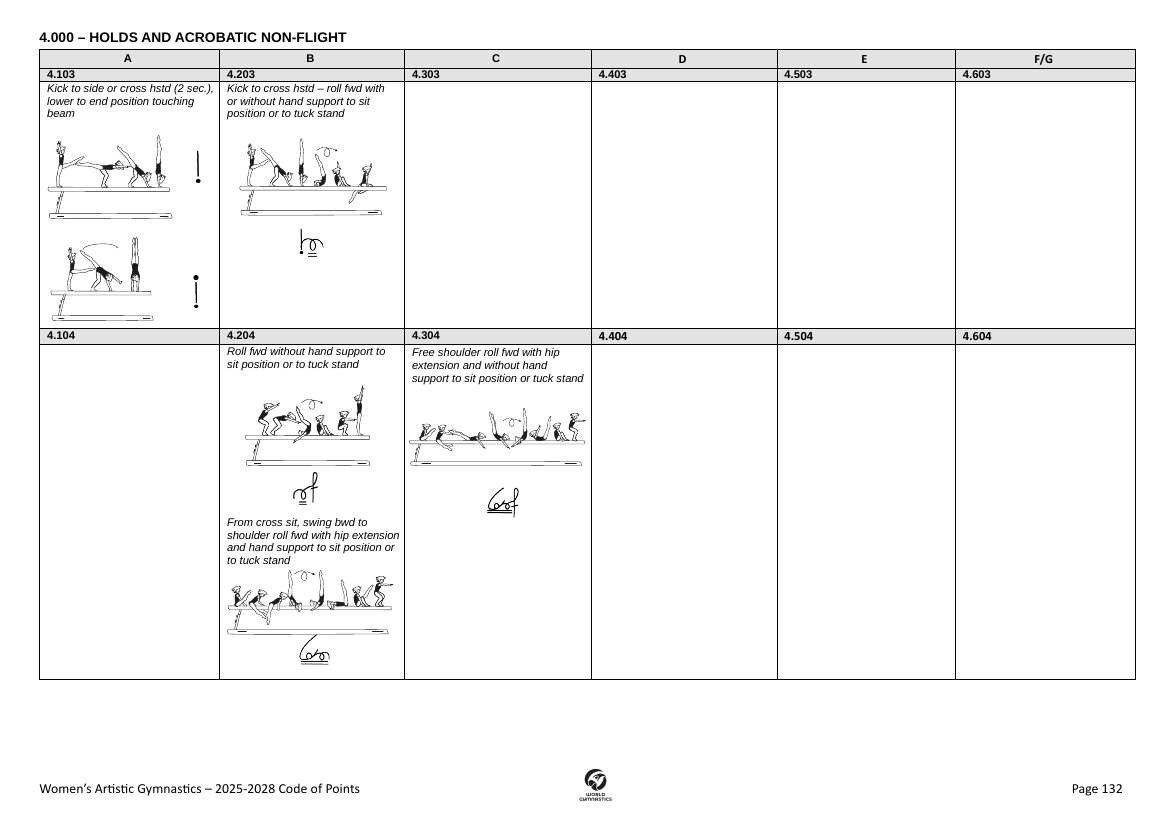 4.000 – HOLDS AND ACROBATIC NON-FLIGHT
A B C D E F/G
4.103 4.203 4.303 4.403 4.503 4.603
Kick to side or cross hstd (2 sec.),
lower to end position touching
beam
Kick to cross hstd – roll fwd with
or without hand support to sit
position or to tuck stand
4.104 4.204 4.304 4.404 4.504 4.604
Roll fwd without hand support to
sit position or to tuck stand
From cross sit, swing bwd to
shoulder roll fwd with hip extension
and hand support to sit position or
to tuck stand
Free shoulder roll fwd with hip
extension and without hand
support to sit position or tuck stand
Women’s Artistic Gymnastics – 2025-2028 Code of Points
WORLD
GYMNASTICS
Page 132